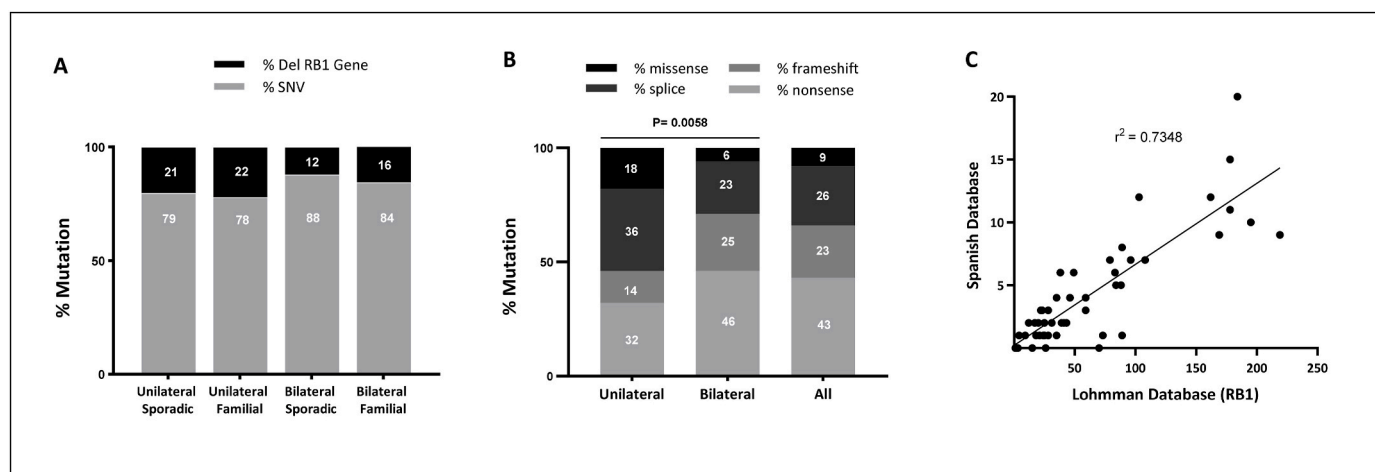 A
% Del RB1 Gene
% SNV
% Mutation
100
50
0
21
22
12
16
79
78
88
84
Unilateral Sporadic
Unilateral Familial
Bilateral Sporadic
Bilateral Familial
B
% missense
% frameshift
% splice
% nonsense
P= 0.0058
% Mutation
100
50
0
18
6
9
36
23
26
14
25
23
32
46
43
Unilateral
Bilateral
All
C
Spanish Database
20
15
10
5
0
r² = 0.7348
50
100
150
200
250
Lohmman Database (RB1)